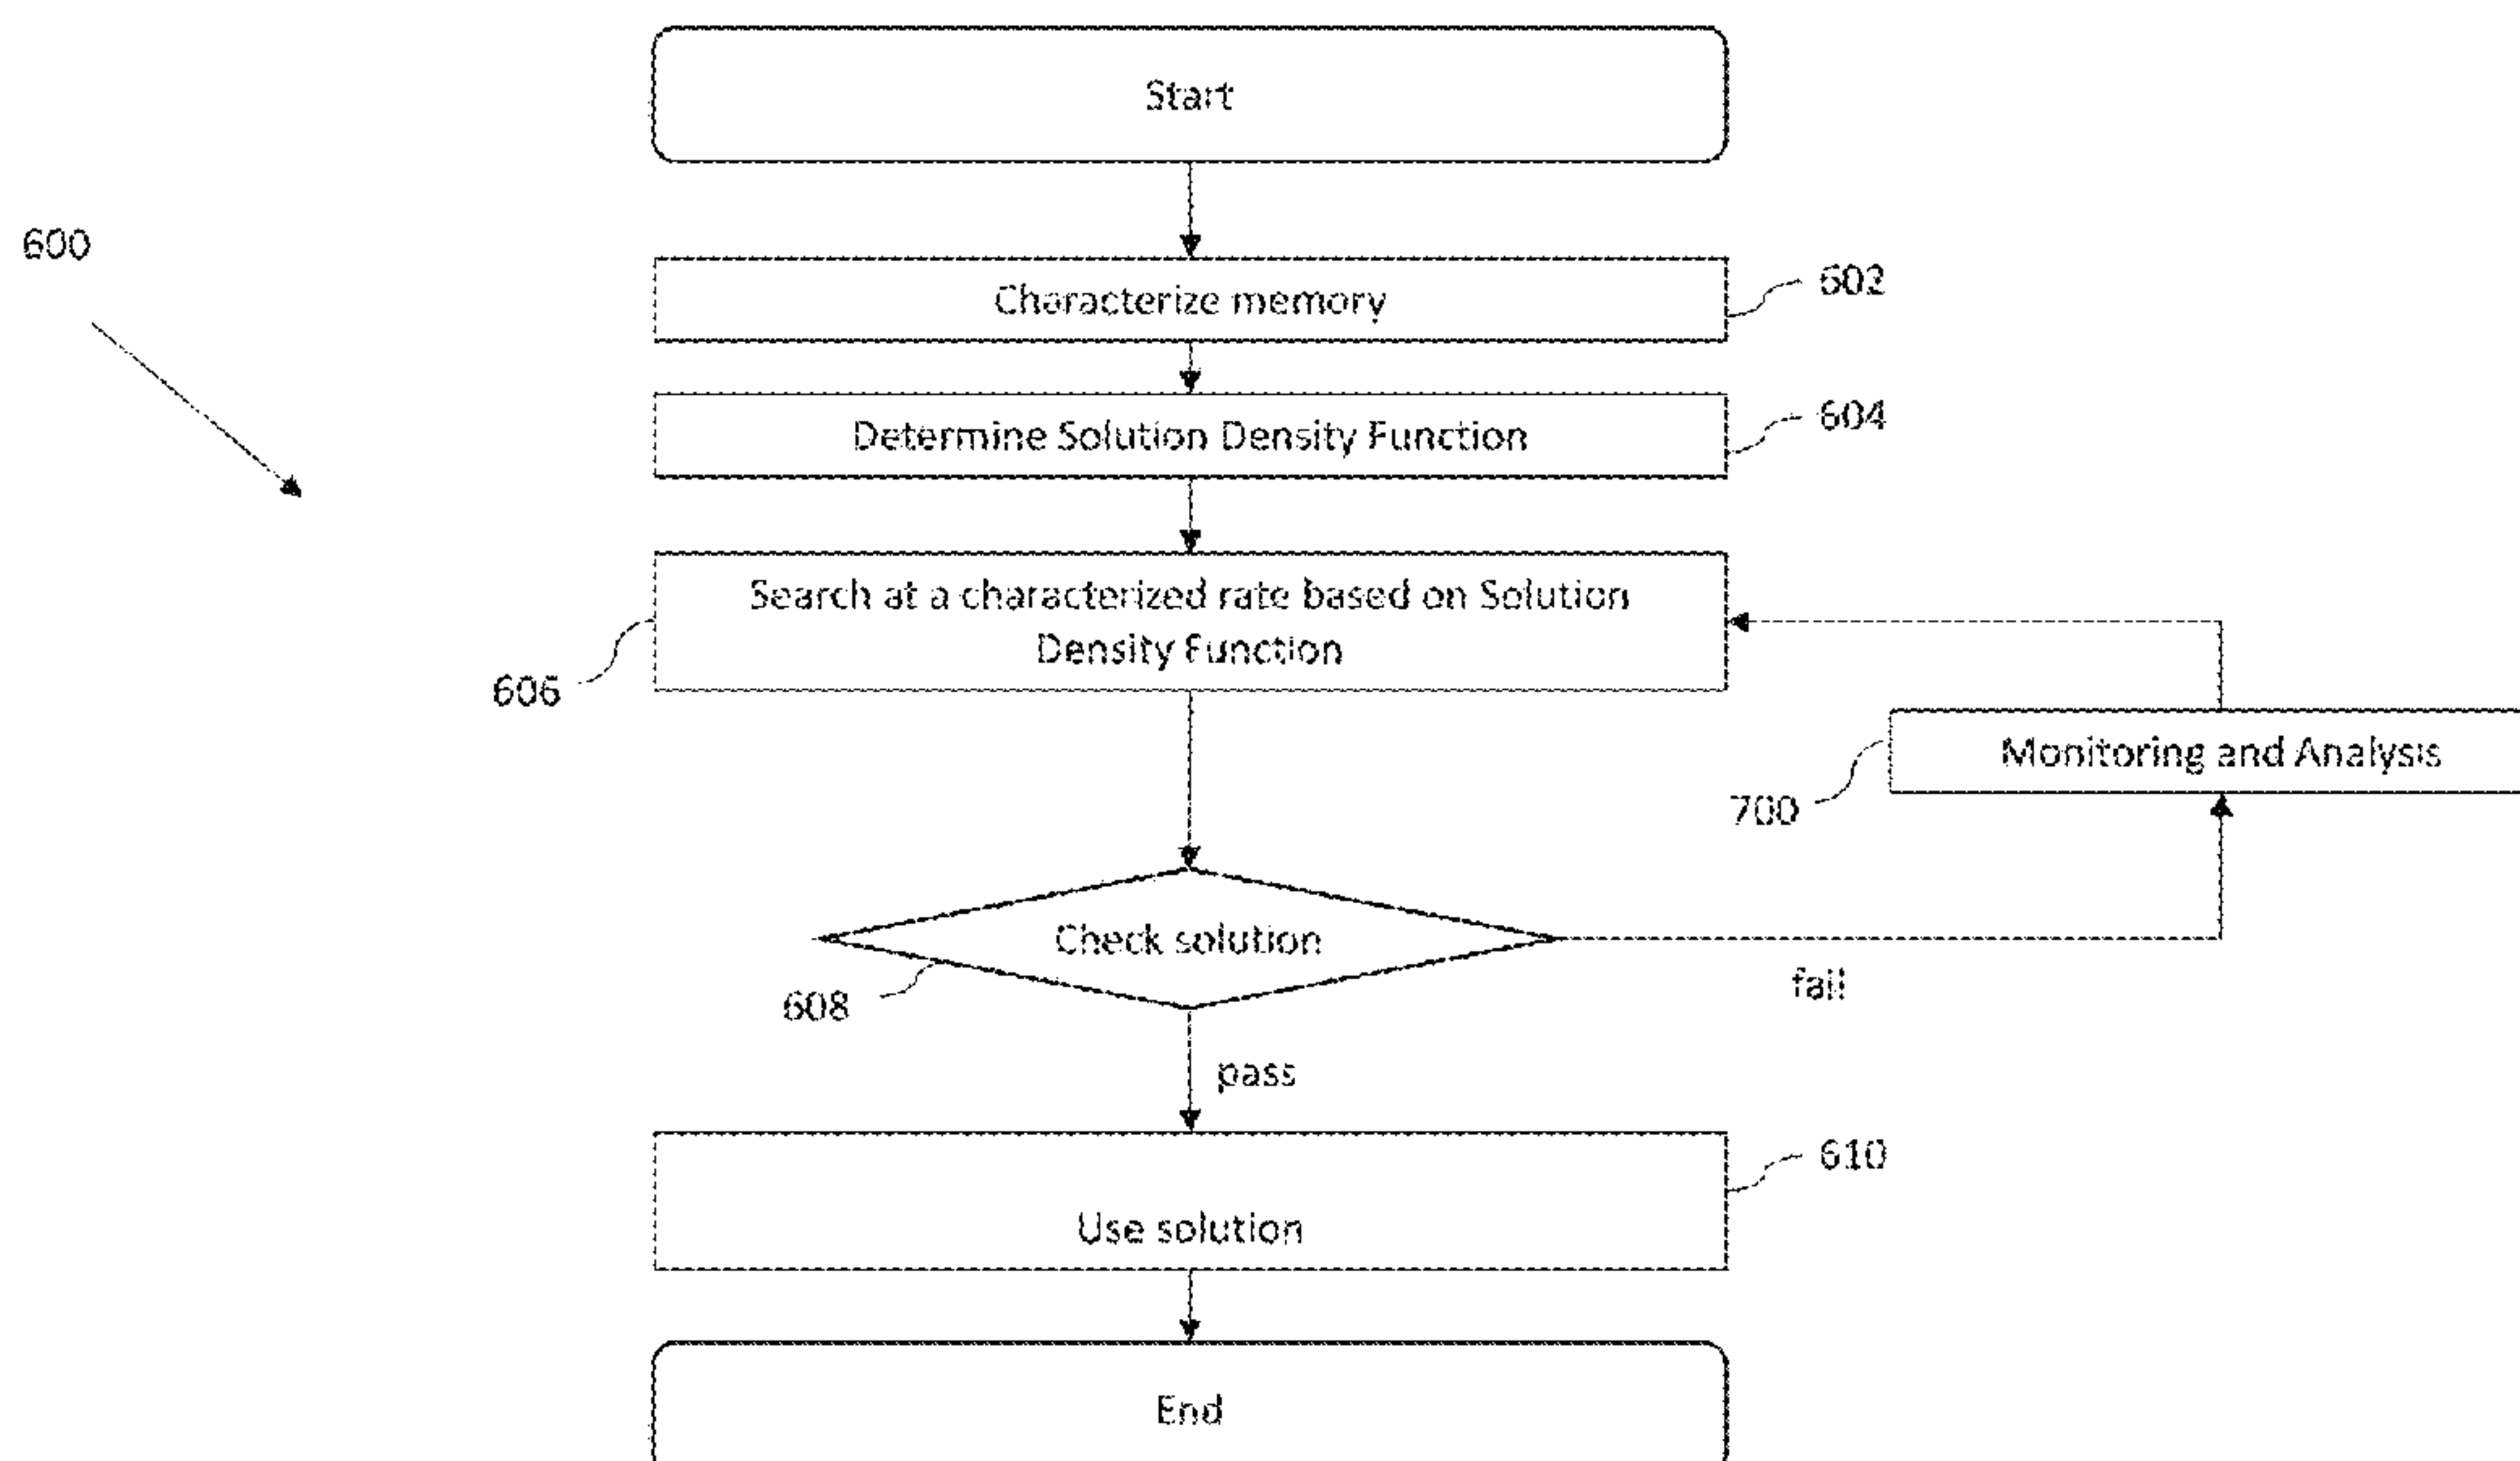 Start
600
Characterize memory
602
Determine Solution Density Function
604
Search at a characterized rate based on Solution
Density Function
606
Monitoring and Analysis
700
Check solution
608
fail
pass
610
Use solution
End